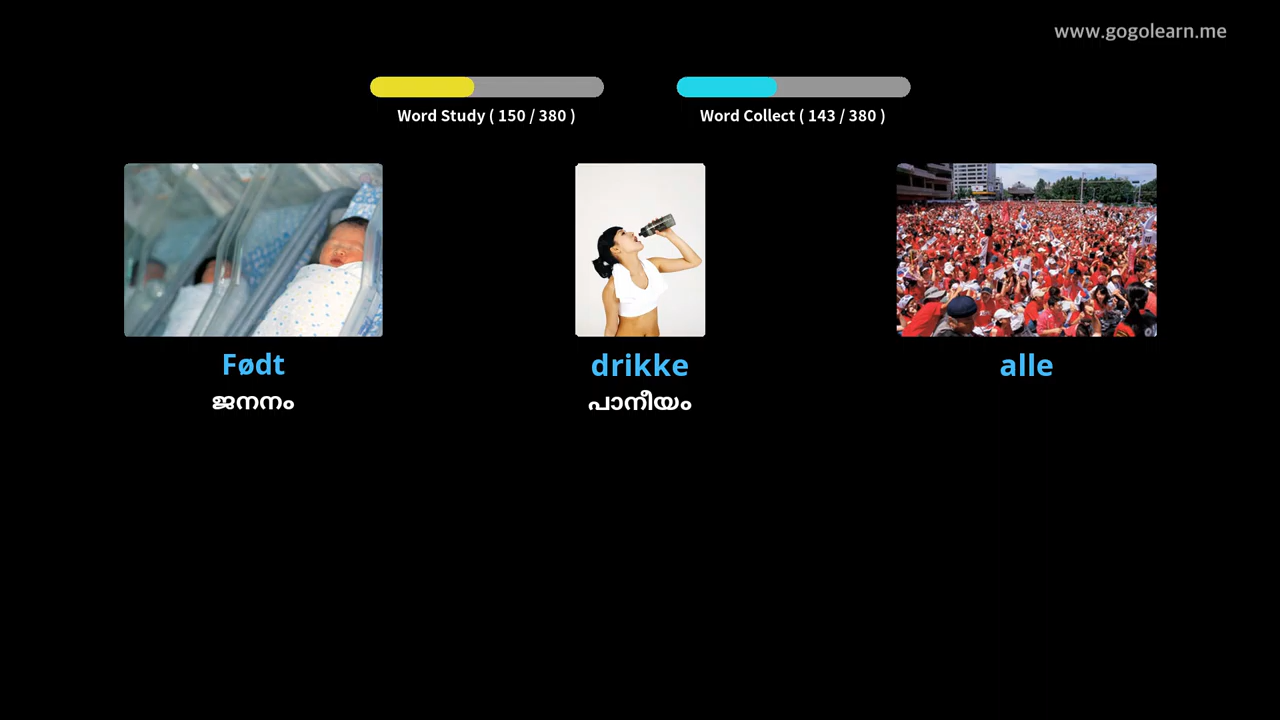 www.gogolearn.me
Word Study ( 150 / 380 )
Word Collect ( 143 / 380 )
Født
drikke
alle
ജനനം
പാനീയം